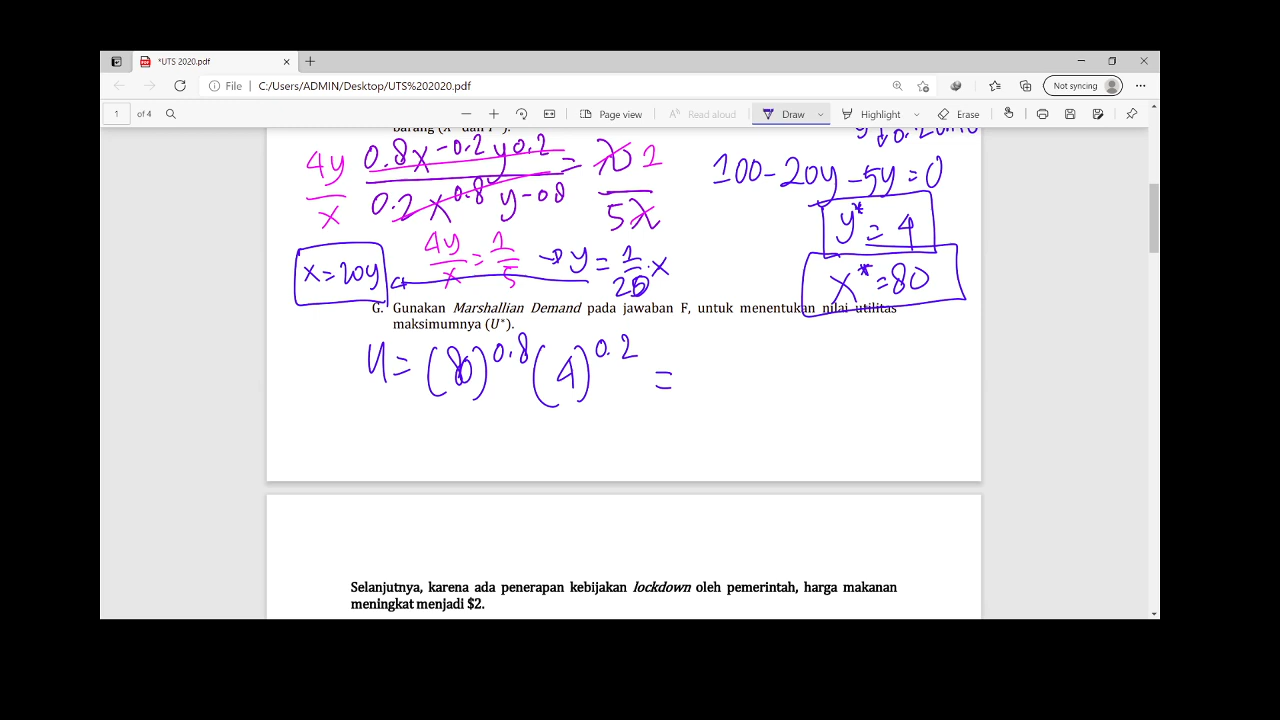 *UTS 2020.pdf
File C:/Users/ADMIN/Desktop/UTS%202020.pdf Not syncing
1 of 4 Page view Read aloud Draw Highlight Erase
4y/x 0.8x^-0.2 y^0.2 / 0.2 x^0.8 y^-0.8 = λ 1 / 5λ
100-20y-5y=0
y* = 4
4y/x = 1/5 → y = 1/20 . x
x=20y
x* = 80
G. Gunakan Marshallian Demand pada jawaban F, untuk menentukan nilai utilitas
maksimumnya (U*).
U= (80)^0.8 (4)^0.2 =
Selanjutnya, karena ada penerapan kebijakan lockdown oleh pemerintah, harga makanan
meningkat menjadi $2.